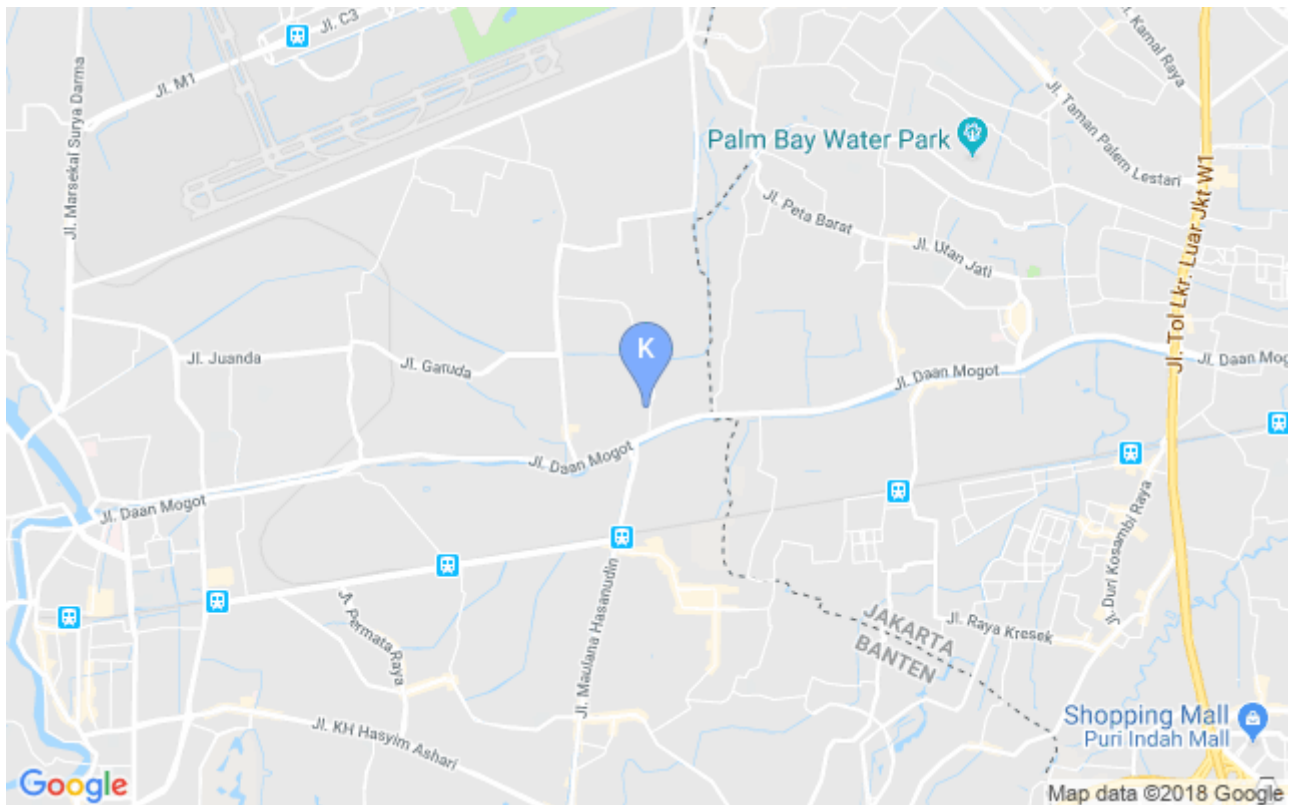 Jl. C3
Jl. Karnal Raya
Jl. M1
Jl. Marsekal Surya Darma
Jl. Taman Palem Lestari
Palm Bay Water Park
Jl. Tol Lkr. Luar Jkt W1
Jl. Peta Barat
Jl. Utan Jati
K
Jl. Juanda
Jl. Garuda
Jl. Daan Mog
Jl. Daan Mogot
Jl. Daan Mogot
Jl. Daan Mogot
Jl. Duri Kosambi Raya
Jl. Permata Raya
Jl. Maulana Hasanudin
Jl. Raya Kresek
JAKARTA
BANTEN
Jl. KH Hasyim Ashari
Shopping Mall
Puri Indah Mall
Google
Map data ©2018 Google